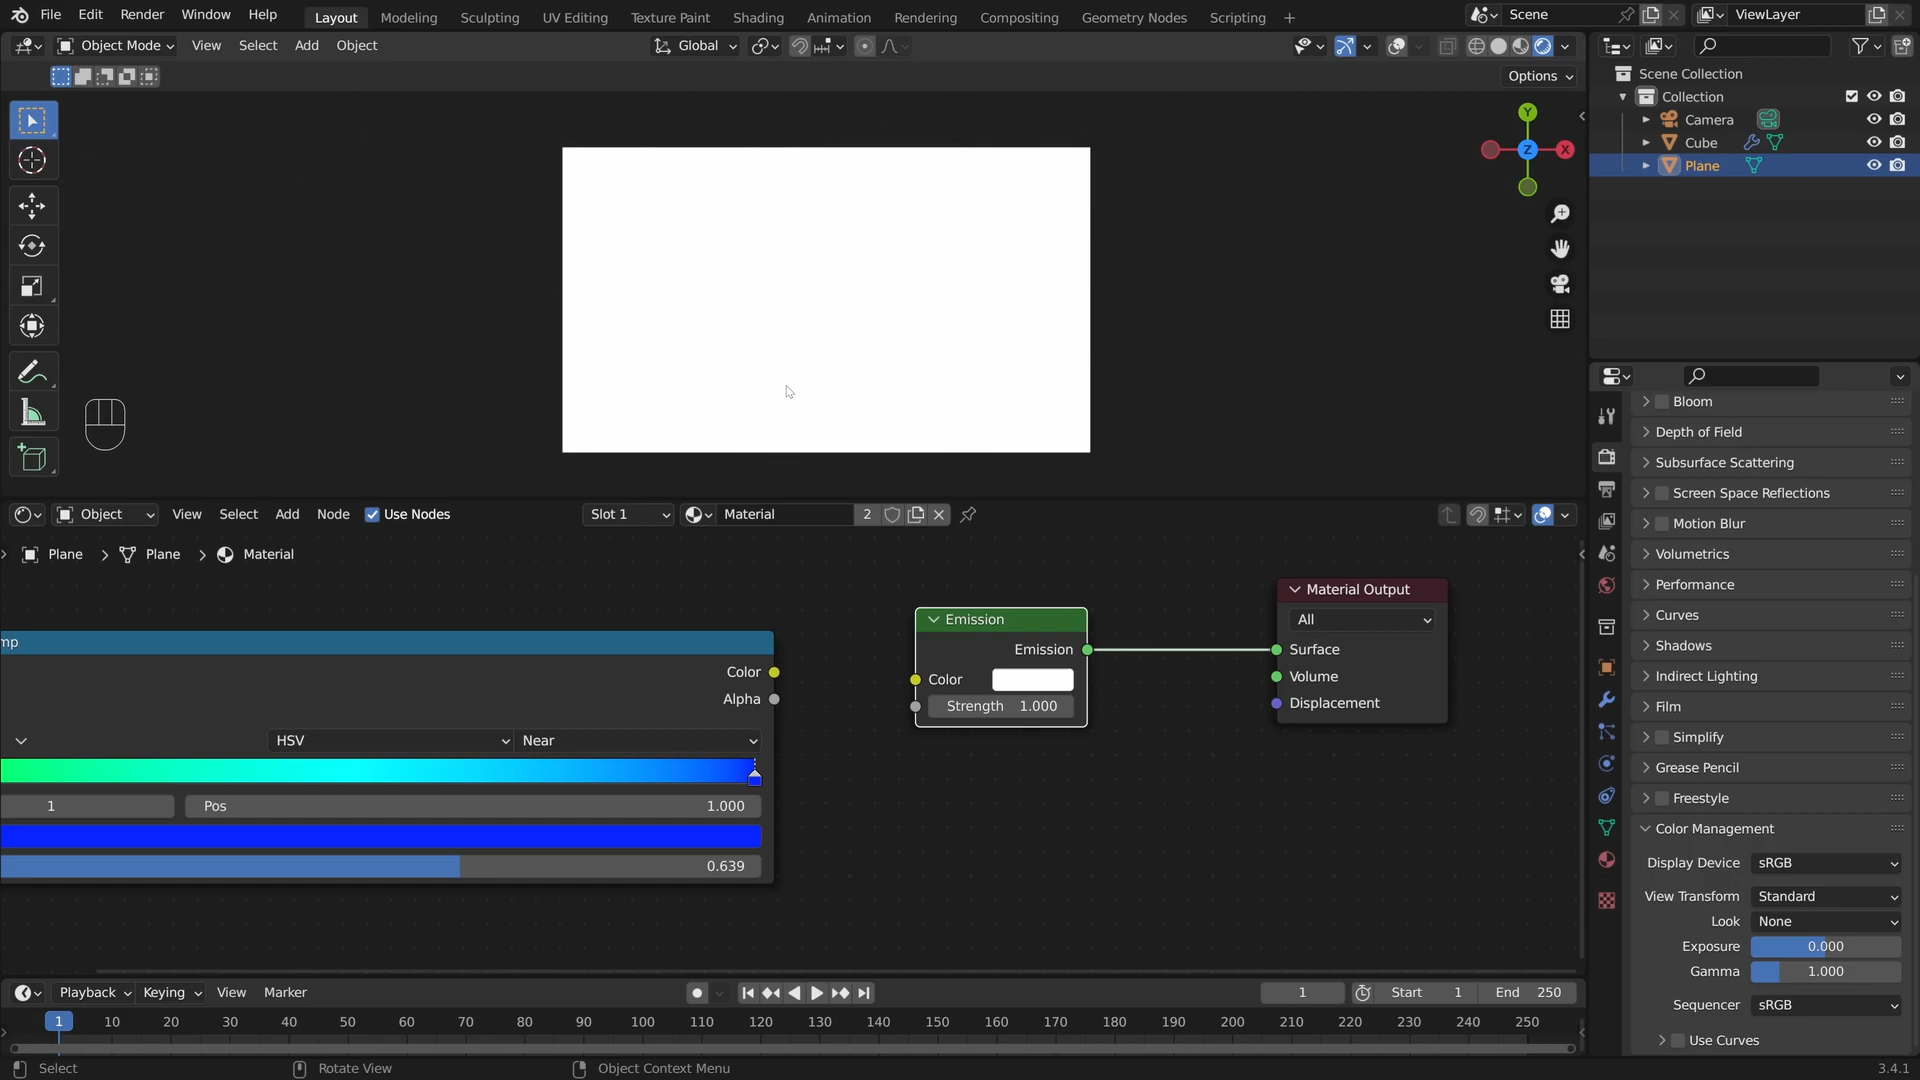 File Edit Render Window Help Layout Modeling Sculpting UV Editing Texture Paint Shading Animation Rendering Compositing Geometry Nodes Scripting + Scene ViewLayer
Object Mode View Select Add Object Global
Options
Scene Collection
Collection
Camera
Cube
Plane
Y
Z X
Bloom
Depth of Field
Subsurface Scattering
Screen Space Reflections
Motion Blur
Volumetrics
Performance
Curves
Shadows
Indirect Lighting
Film
Simplify
Grease Pencil
Freestyle
Color Management
Display Device sRGB
View Transform Standard
Look None
Exposure 0.000
Gamma 1.000
Sequencer sRGB
Use Curves
Object View Select Add Node Use Nodes Slot 1 Material 2
Plane Plane Material
mp
Color
Alpha
HSV Near
1 Pos 1.000
0.639
Emission
Emission
Color
Strength 1.000
Material Output
All
Surface
Volume
Displacement
Playback Keying View Marker 1 Start 1 End 250
1 10 20 30 40 50 60 70 80 90 100 110 120 130 140 150 160 170 180 190 200 210 220 230 240 250
Select Rotate View Object Context Menu 3.4.1